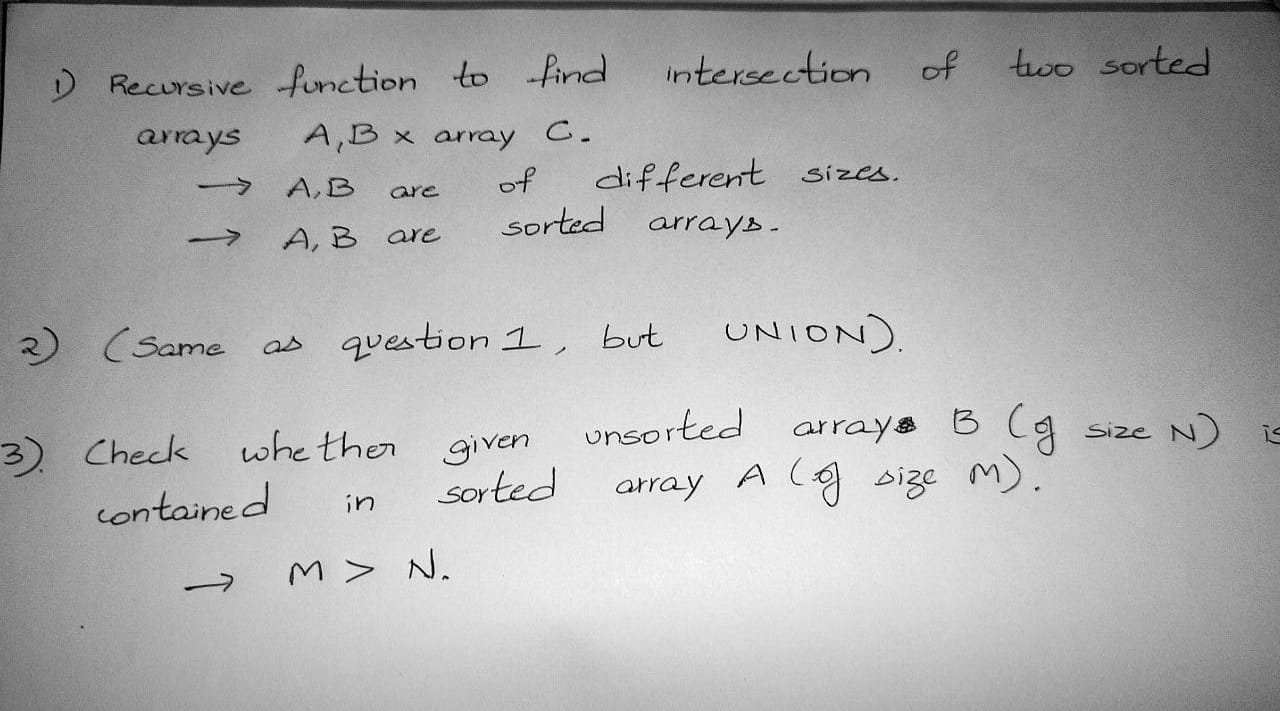 1) Recursive function to find intersection of two sorted
arrays A,B x array C.
→ A,B are of different sizes.
→ A, B are sorted arrays.
2) (Same as question 1, but UNION).
3). Check whether given unsorted array B (of size N) is
contained in sorted array A (of size M).
→ M > N.